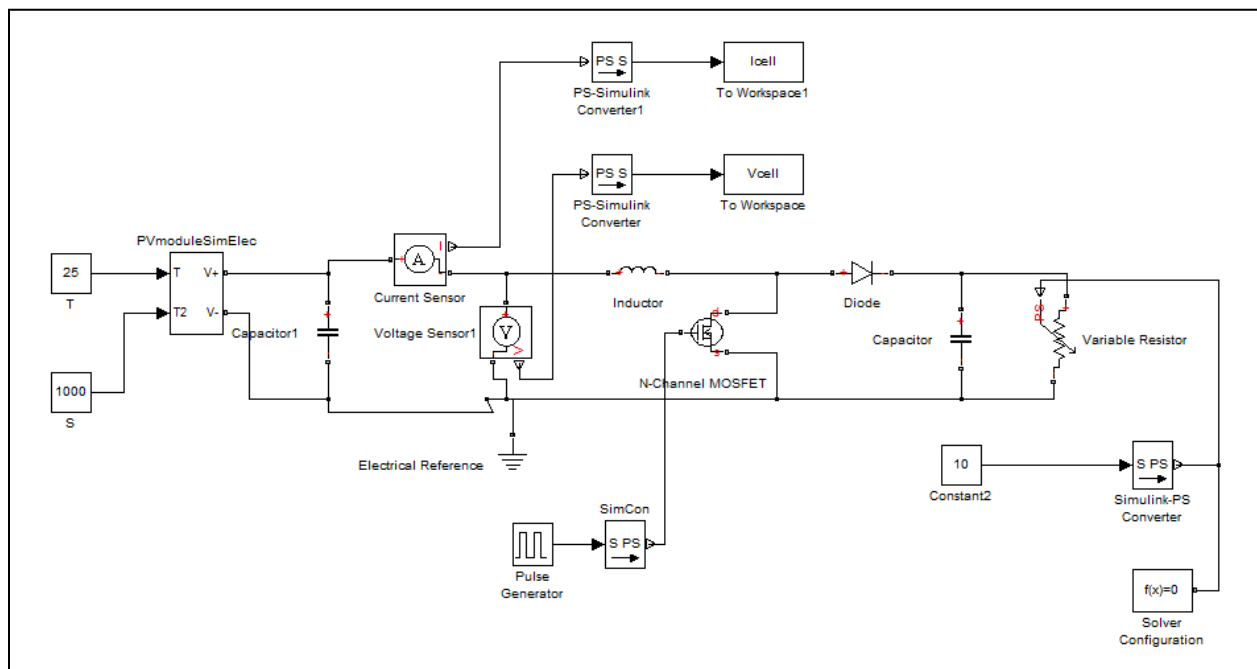 PS S
Icell
PS-Simulink
Converter1
To Workspace1
PS S
Vcell
PS-Simulink
Converter
To Workspace
PVmoduleSimElec
25
T
T V+
T2 V-
1000
S
Capacitor1
A
I
Current Sensor
Voltage Sensor1
V
V
Inductor
Diode
d
s
N-Channel MOSFET
Capacitor
PS
Variable Resistor
Electrical Reference
10
Constant2
S PS
Simulink-PS
Converter
SimCon
S PS
Pulse
Generator
f(x)=0
Solver
Configuration